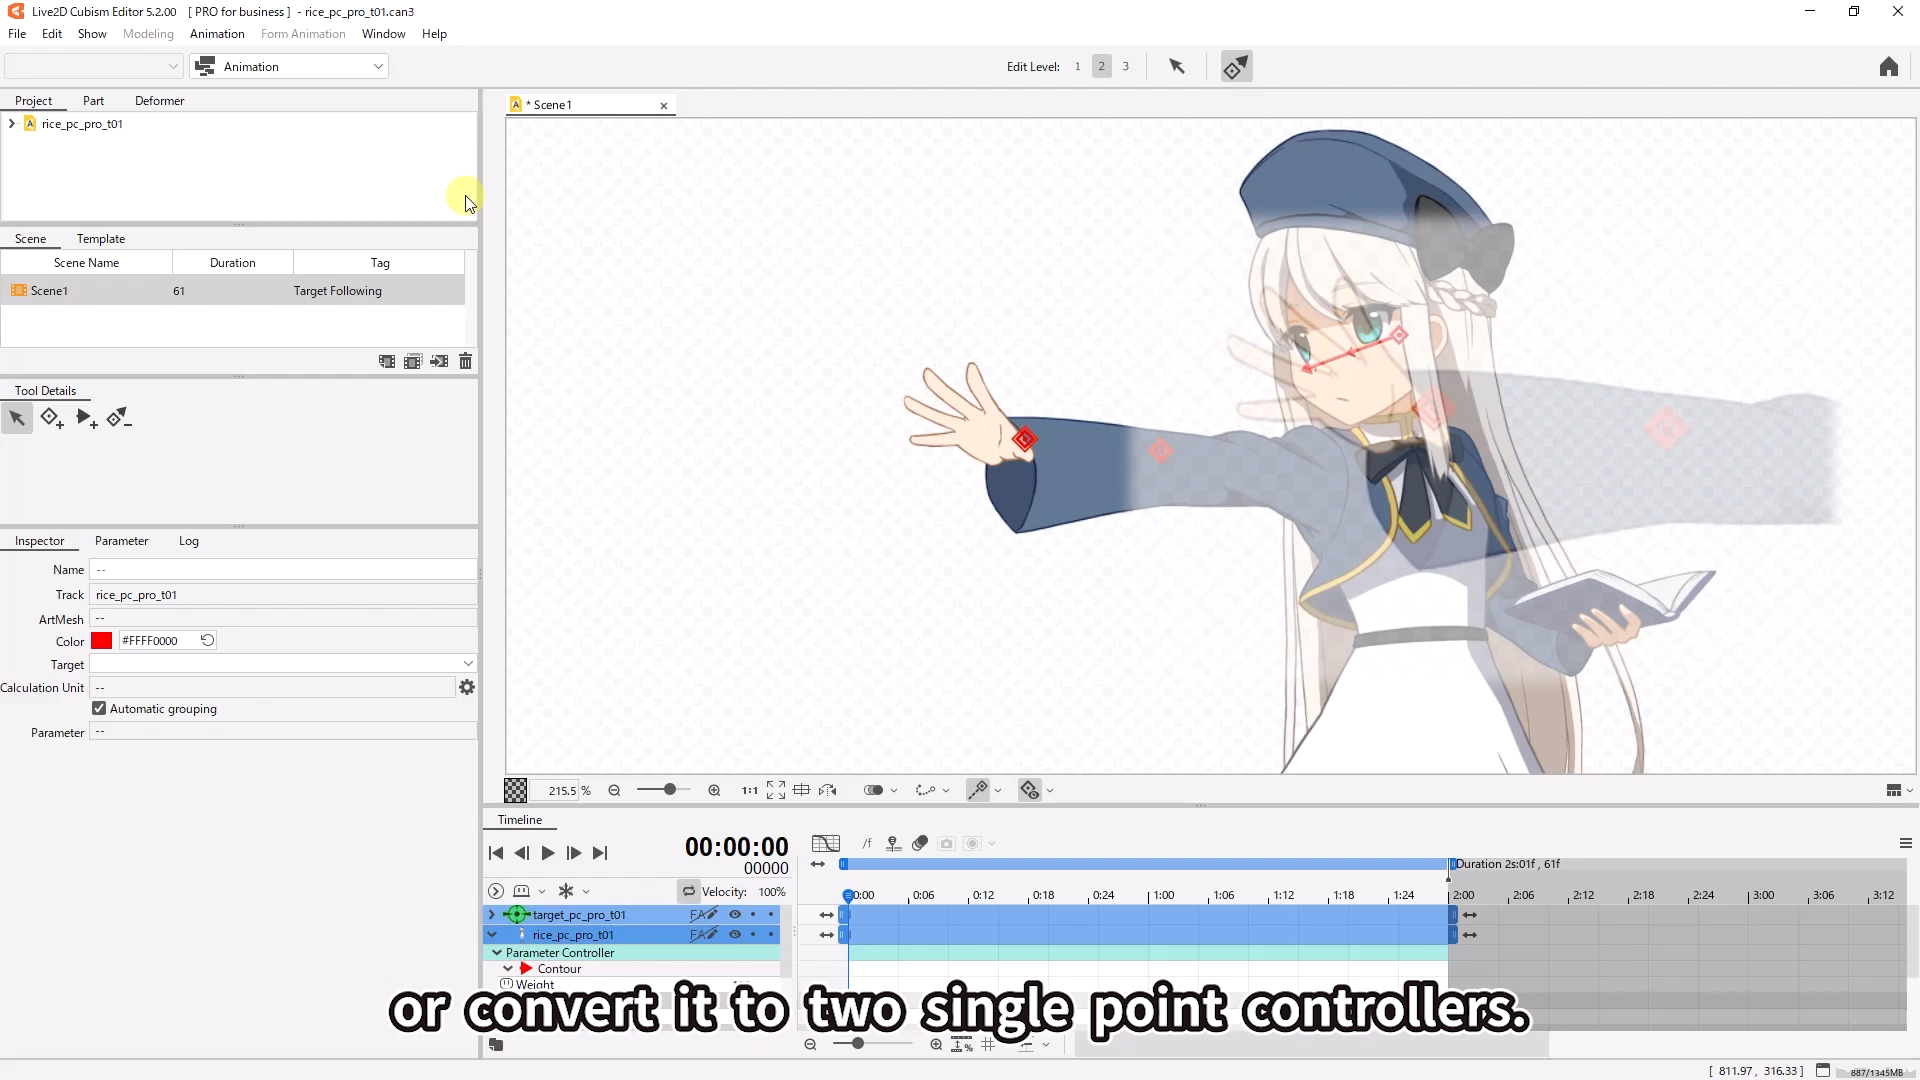 Live2D Cubism Editor 5.2.00 [ PRO for business ] - rice_pc_pro_t01.can3
File Edit Show Modeling Animation Form Animation Window Help
Animation
Edit Level: 1 2 3
Project Part Deformer
* Scene1
rice_pc_pro_t01
Scene Template
Scene Name Duration Tag
Scene1 61 Target Following
Tool Details
Inspector Parameter Log
Name --
Track rice_pc_pro_t01
ArtMesh --
Color #FFFF0000
Target
Calculation Unit --
Automatic grouping
Parameter --
215.5 % 1:1
Timeline
00:00:00
00000
/f
Duration 2s:01f , 61f
Velocity: 100%
0:00 0:06 0:12 0:18 0:24 1:00 1:06 1:12 1:18 1:24 2:00 2:06 2:12 2:18 3:00 3:06 3:12
target_pc_pro_t01 FA
rice_pc_pro_t01 FA
Parameter Controller
Contour
Weight
or convert it to two single point controllers.
[ 811.97 , 316.33 ] 887/1345MB